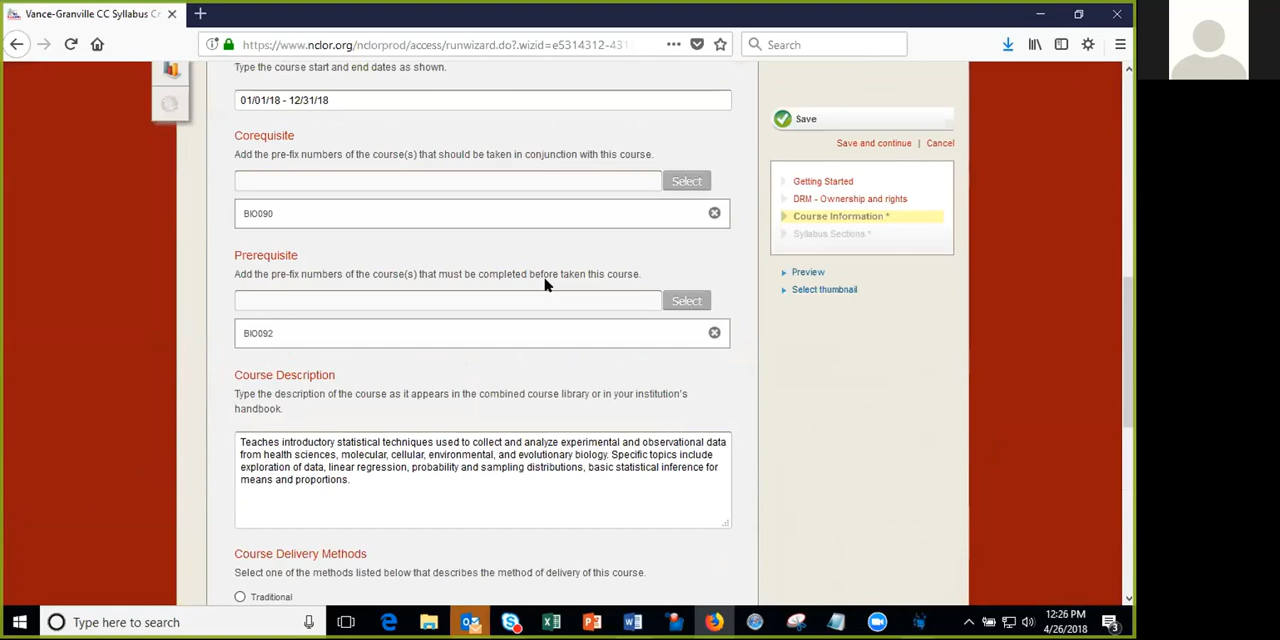 Vance-Granville CC Syllabus Cr
https://www.nclor.org/nclorprod/access/runwizard.do?.wizid=e5314312-431
Search
Type the course start and end dates as shown.
01/01/18 - 12/31/18
Corequisite
Add the pre-fix numbers of the course(s) that should be taken in conjunction with this course.
Select
BIO090
Prerequisite
Add the pre-fix numbers of the course(s) that must be completed before taken this course.
Select
BIO092
Course Description
Type the description of the course as it appears in the combined course library or in your institution's
handbook.
Teaches introductory statistical techniques used to collect and analyze experimental and observational data
from health sciences, molecular, cellular, environmental, and evolutionary biology. Specific topics include
exploration of data, linear regression, probability and sampling distributions, basic statistical inference for
means and proportions.
Course Delivery Methods
Select one of the methods listed below that describes the method of delivery of this course.
Traditional
Save
Save and continue | Cancel
Getting Started
DRM - Ownership and rights
Course Information *
Syllabus Sections *
Preview
Select thumbnail
Type here to search
12:26 PM
4/26/2018
3